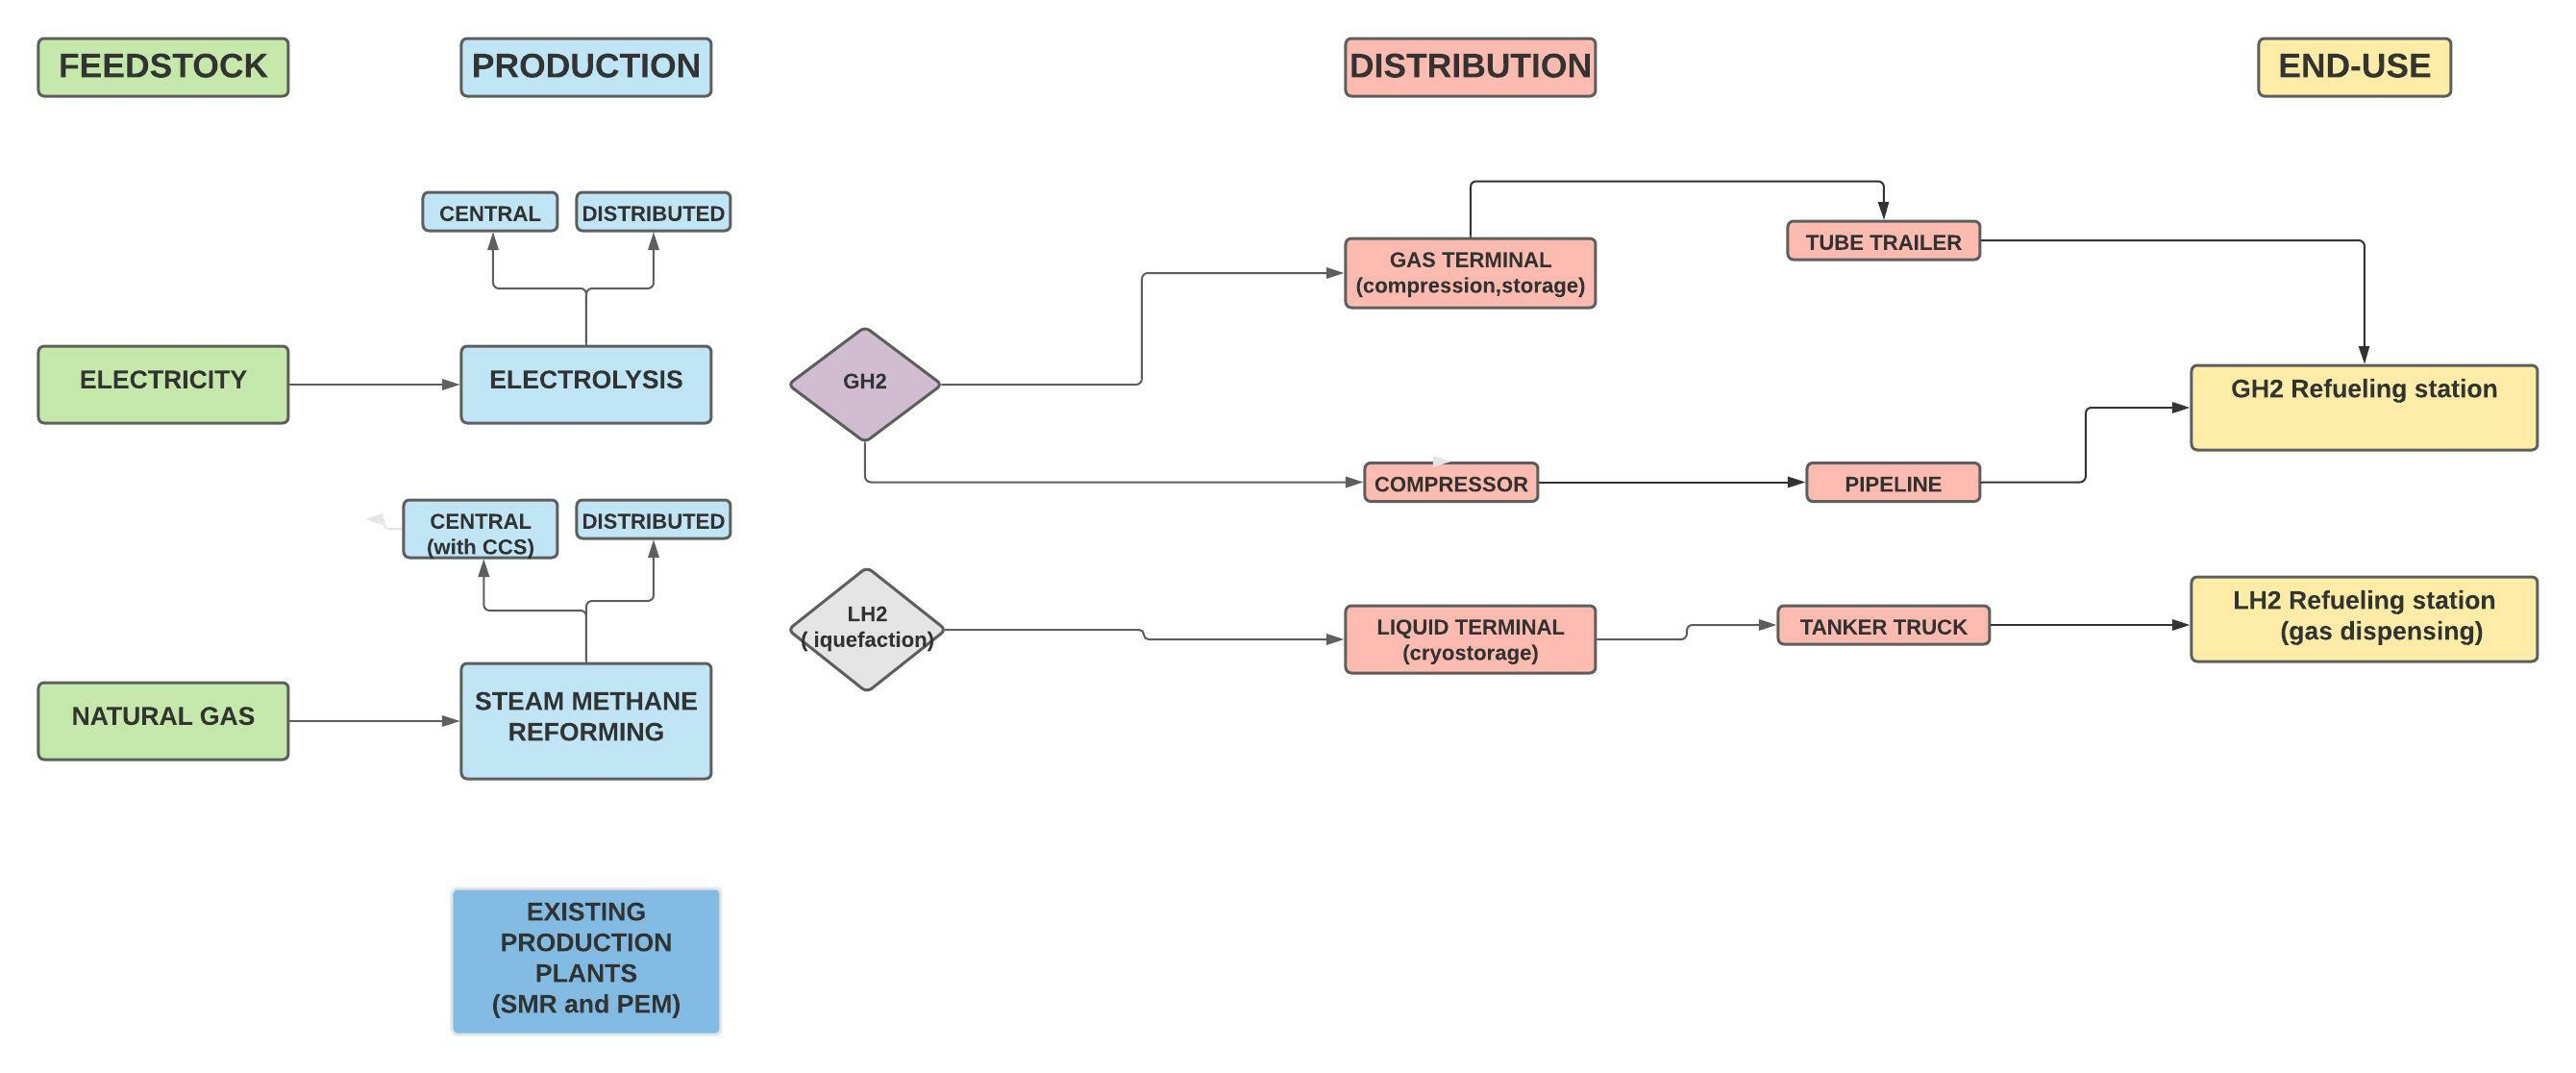 FEEDSTOCK
PRODUCTION
DISTRIBUTION
END-USE
CENTRAL
DISTRIBUTED
ELECTRICITY
ELECTROLYSIS
CENTRAL
(with CCS)
DISTRIBUTED
NATURAL GAS
STEAM METHANE
REFORMING
EXISTING
PRODUCTION
PLANTS
(SMR and PEM)
GH2
LH2
( iquefaction)
GAS TERMINAL
(compression,storage)
TUBE TRAILER
COMPRESSOR
PIPELINE
LIQUID TERMINAL
(cryostorage)
TANKER TRUCK
GH2 Refueling station
LH2 Refueling station
(gas dispensing)